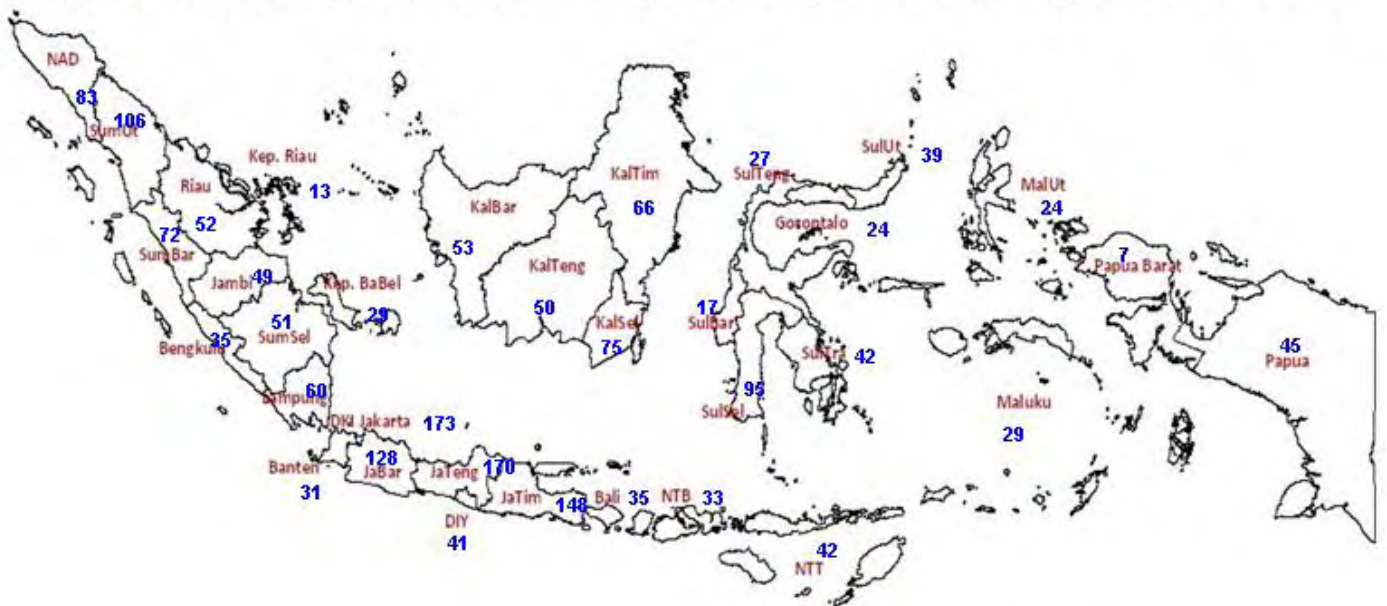 NAD
83
106
SumUt
Kep. Riau
13
Riau
52
72
SumBar
Jambi
49
Kep. BaBel
29
51
SumSel
Bengkulu
35
60
Lampung
KalBar
53
KalTim
66
KalTeng
50
KalSel
75
27
SulTeng
SulUt
39
Gorontalo
24
17
SulBar
SulTra
42
95
SulSel
MalUt
24
7
Papua Barat
45
Papua
Maluku
29
DKI Jakarta
173
Banten
31
128
JaBar
JaTeng
170
JaTim
148
DIY
41
Bali
35
NTB
33
42
NTT